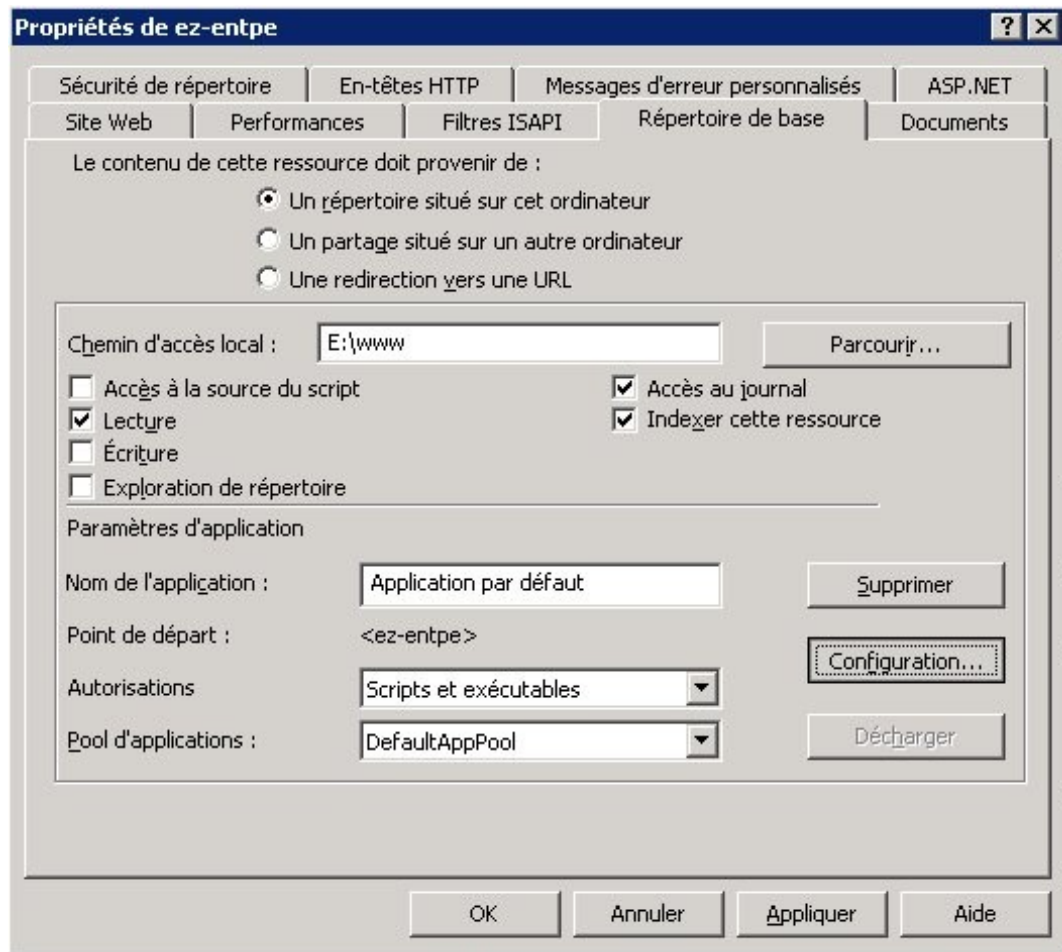 Propriétés de ez-entpe
Sécurité de répertoire En-têtes HTTP Messages d'erreur personnalisés ASP.NET
Site Web Performances Filtres ISAPI Répertoire de base Documents
Le contenu de cette ressource doit provenir de :
Un répertoire situé sur cet ordinateur
Un partage situé sur un autre ordinateur
Une redirection vers une URL
Chemin d'accès local : E:\www Parcourir...
Accès à la source du script Accès au journal
Lecture Indexer cette ressource
Écriture
Exploration de répertoire
Paramètres d'application
Nom de l'application : Application par défaut Supprimer
Point de départ : <ez-entpe> Configuration...
Autorisations Scripts et exécutables
Pool d'applications : DefaultAppPool Décharger
OK Annuler Appliquer Aide